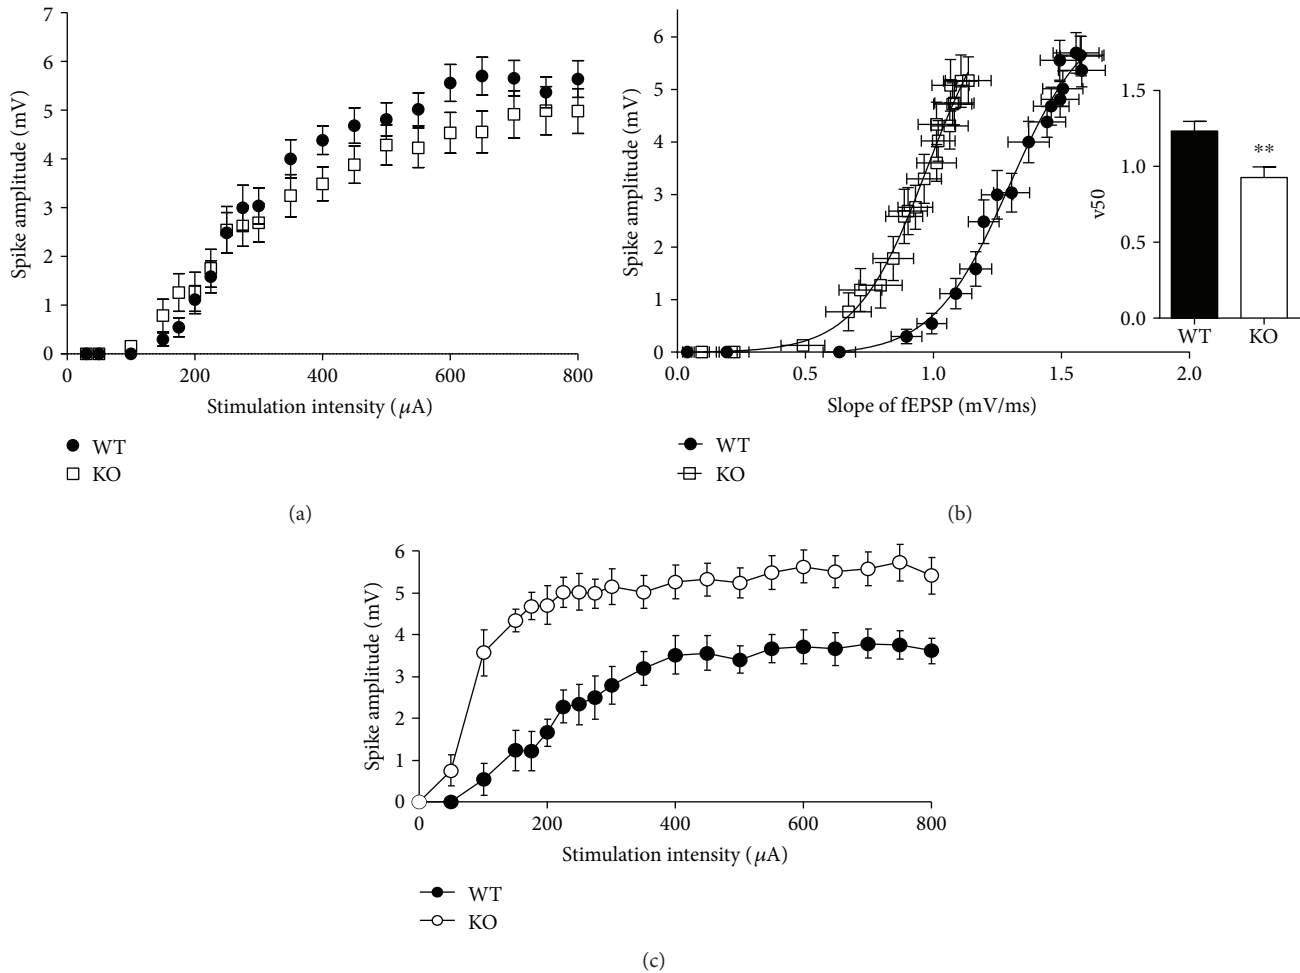 7
6
5
4
3
2
1
0
Spike amplitude (mV)
0
200
400
600
800
Stimulation intensity (μA)
WT
KO
(a)
6
5
4
3
2
1
0
Spike amplitude (mV)
0.0
0.5
1.0
1.5
2.0
Slope of fEPSP (mV/ms)
1.5
1.0
0.5
0.0
v50
**
WT
KO
WT
KO
(b)
6
5
4
3
2
1
0
Spike amplitude (mV)
0
200
400
600
800
Stimulation intensity (μA)
WT
KO
(c)